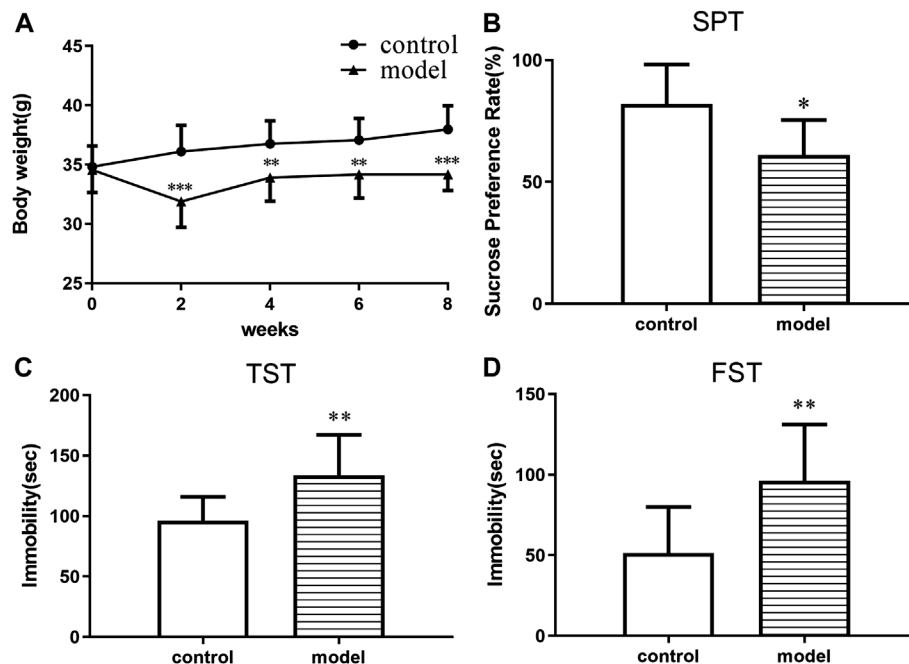 A
control
model
Body weight(g)
45
40
35
30
25
***
**
**
***
0
2
4
6
8
weeks
B
SPT
Sucrose Preference Rate(%)
100
50
0
*
control
model
C
TST
Immobility(sec)
200
150
100
50
0
**
control
model
D
FST
Immobility(sec)
150
100
50
0
**
control
model